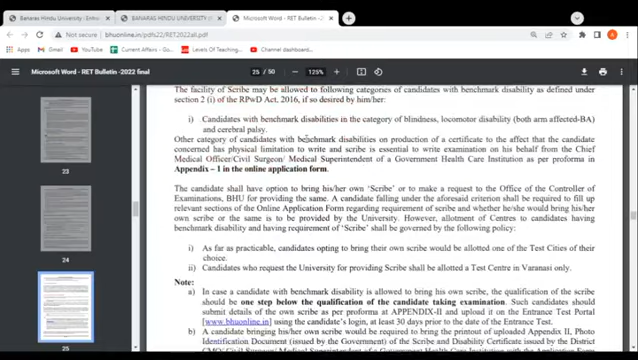 BANARAS HINDU UNIVERSITY
Microsoft Word - RET Bulletin -2
bhuonline.in/pdfs22/RET2022all.pdf
Gmail
YouTube
Maps
Current Affairs - Go...
Levels Of Teaching...
Channel dashboard...
Microsoft Word - RET Bulletin -2022 final
25 / 50
125%
The facility of Scribe may be allowed to following categories of candidates with benchmark disability as defined under
section 2 (i) of the RPwD Act, 2016, if so desired by him/her:
i) Candidates with benchmark disabilities in the category of blindness, locomotor disability (both arm affected-BA)
and cerebral palsy.
Other category of candidates with benchmark disabilities on production of a certificate to the affect that the candidate
concerned has physical limitation to write and scribe is essential to write examination on his behalf from the Chief
Medical Officer/Civil Surgeon/ Medical Superintendent of a Government Health Care Institution as per proforma in
Appendix – I in the online application form.
The candidate shall have option to bring his/her own 'Scribe' or to make a request to the Office of the Controller of
Examinations, BHU for providing the same. A candidate falling under the aforesaid criterion shall be required to fill up
relevant sections of the Online Application Form regarding requirement of scribe and whether he/she would bring his/her
own scribe or the same is to be provided by the University. However, allotment of Centres to candidates having
benchmark disability and having requirement of 'Scribe' shall be governed by the following policy:
i) As far as practicable, candidates opting to bring their own scribe would be allotted one of the Test Cities of their
choice.
ii) Candidates who request the University for providing Scribe shall be allotted a Test Centre in Varanasi only.
Note:
a) In case a candidate with benchmark disability is allowed to bring his own scribe, the qualification of the scribe
should be one step below the qualification of the candidate taking examination. Such candidates should
submit details of own scribe as per proforma at APPENDIX-II and upload it on the Entrance Test Portal
[www.bhuonline.in] using the candidate's login, at least 30 days prior to the date of the Entrance Test.
b) A candidate bringing his/her own scribe would be required to bring the printout of uploaded Appendix II, Photo
Identification Document (issued by Government) of the Scribe and Disability Certificate issued by District
23
24
25